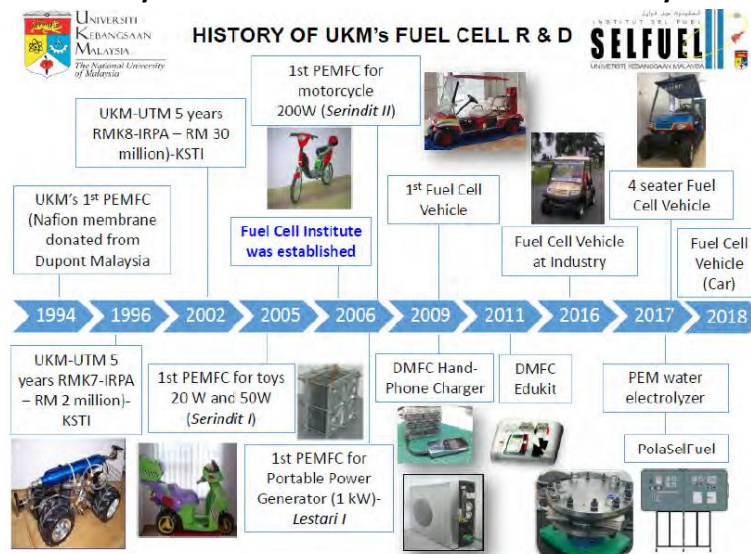 UNIVERSITI
KEBANGSAAN
MALAYSIA
The National University
of Malaysia
HISTORY OF UKM's FUEL CELL R & D
INSTITUT SEL FUEL
SELFUEL
UNIVERSITI KEBANGSAAN MALAYSIA
1st PEMFC for
motorcycle
200W (Serindit II)
UKM-UTM 5 years
RMK8-IRPA – RM 30
million)-KSTI
UKM's 1st PEMFC
(Nafion membrane
donated from
Dupont Malaysia
Fuel Cell Institute
was established
1st Fuel Cell
Vehicle
Fuel Cell Vehicle
at Industry
4 seater Fuel
Cell Vehicle
Fuel Cell
Vehicle
(Car)
1994
1996
2002
2005
2006
2009
2011
2016
2017
2018
UKM-UTM 5
years RMK7-IRPA
– RM 2 million)-
KSTI
1st PEMFC for toys
20 W and 50W
(Serindit I)
1st PEMFC for
Portable Power
Generator (1 kW)-
Lestari I
DMFC Hand-
Phone Charger
DMFC
Edukit
PEM water
electrolyzer
PolaSelFuel